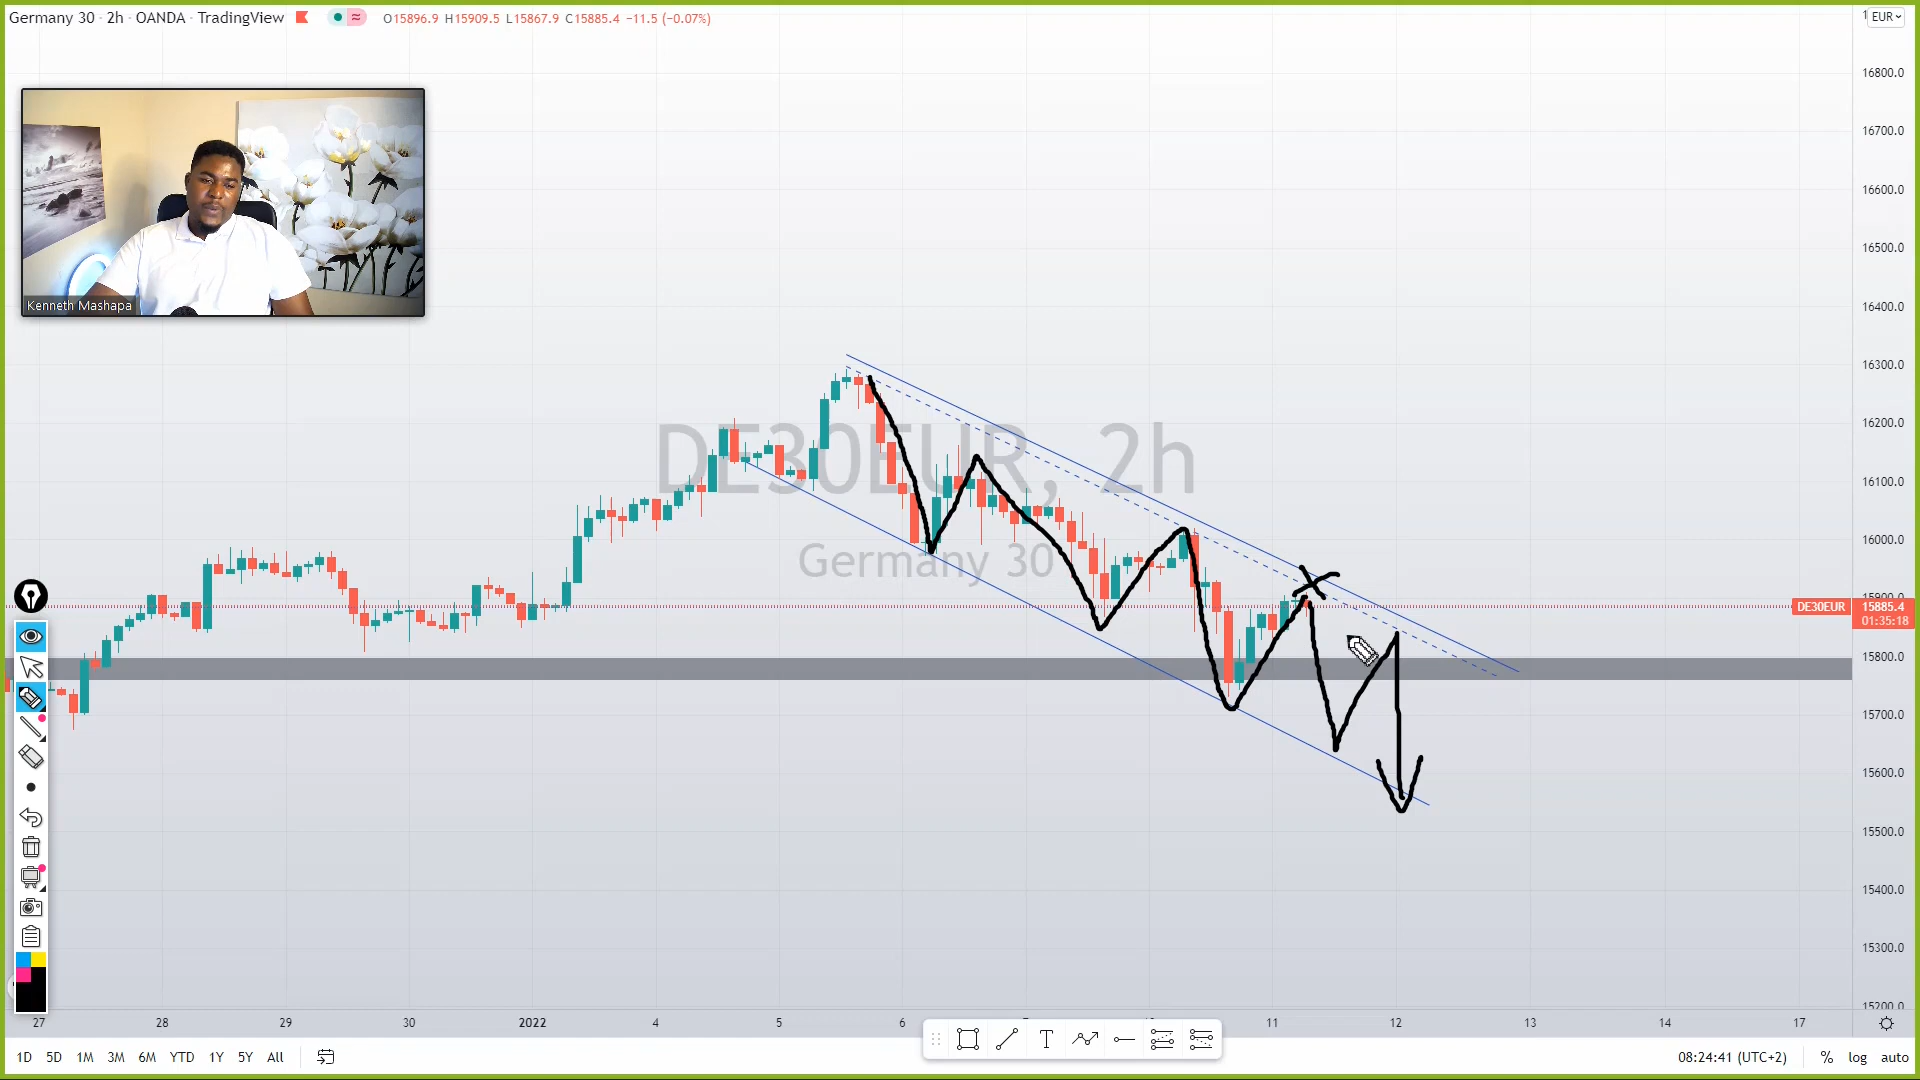 Germany 30 · 2h · OANDA · TradingView O15896.9 H15909.5 L15867.9 C15885.4 −11.5 (−0.07%)
EUR
16800.0
16700.0
16600.0
16500.0
16400.0
16300.0
16200.0
16100.0
16000.0
15900.0
DE30EUR 15885.4
01:35:18
15800.0
15700.0
15600.0
15500.0
15400.0
15300.0
15200.0
Kenneth Mashapa
DE30EUR, 2h
Germany 30
27 28 29 30 2022 4 5 6 11 12 13 14 17
1D 5D 1M 3M 6M YTD 1Y 5Y All 08:24:41 (UTC+2) % log auto